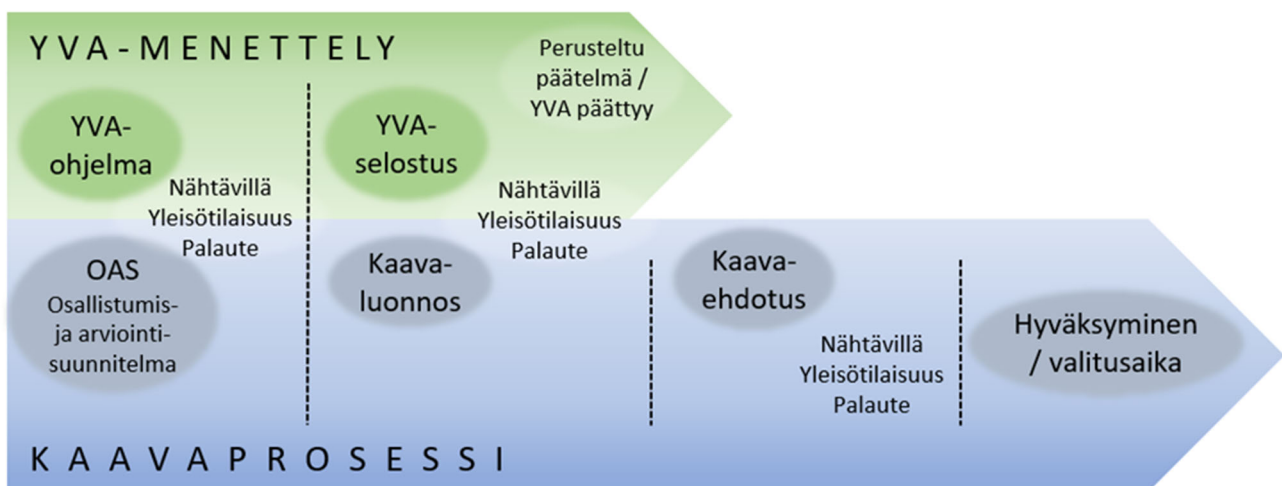 YVA-MENETTELY
YVA-
ohjelma
Nähtävillä
Yleisötilaisuus
Palaute
YVA-
selostus
Nähtävillä
Yleisötilaisuus
Palaute
Perusteltu
päätelmä /
YVA päättyy
OAS
Osallistumis-
ja arviointi-
suunnitelma
Kaava-
luonnos
Kaava-
ehdotus
Nähtävillä
Yleisötilaisuus
Palaute
Hyväksyminen
/ valitusaika
KAAVAPROSESSI